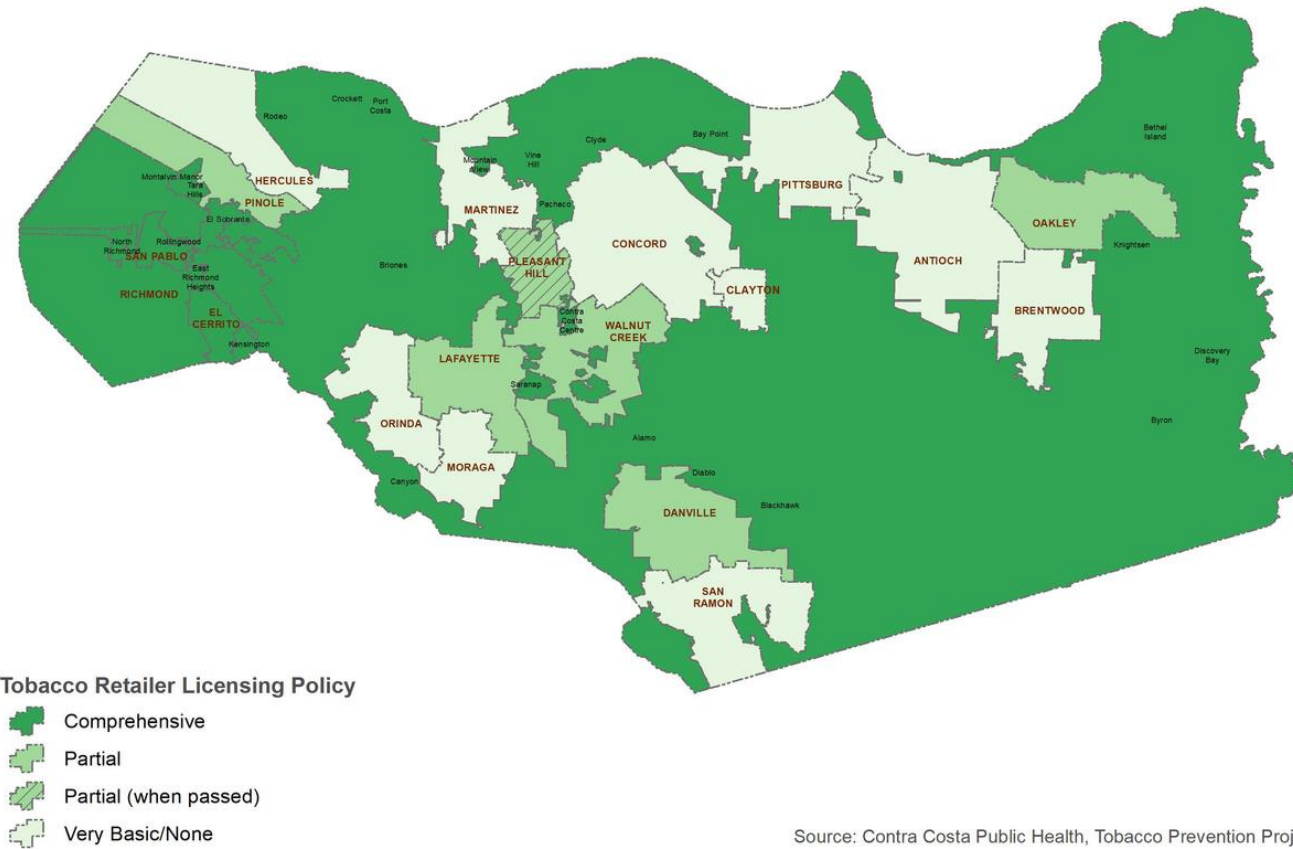 Crockett
Port
Costa
Rodeo
Bay Point
Clyde
Bethel
Island
Mountain
View
Vine
Hill
Montalvin Manor
Tara
Hills
HERCULES
PINOLE
MARTINEZ
Pacheco
PITTSBURG
El Sobrante
OAKLEY
North
Richmond
Rollingwood
SAN PABLO
CONCORD
Knightsen
Briones
PLEASANT
HILL
ANTIOCH
East
Richmond
Heights
RICHMOND
CLAYTON
EL
CERRITO
Contra
Costa
Centre
WALNUT
CREEK
BRENTWOOD
Kensington
LAFAYETTE
Discovery
Bay
Saranap
ORINDA
Byron
Alamo
MORAGA
Canyon
Diablo
Blackhawk
DANVILLE
SAN
RAMON
Tobacco Retailer Licensing Policy
Comprehensive
Partial
Partial (when passed)
Very Basic/None
Source: Contra Costa Public Health, Tobacco Prevention Proj